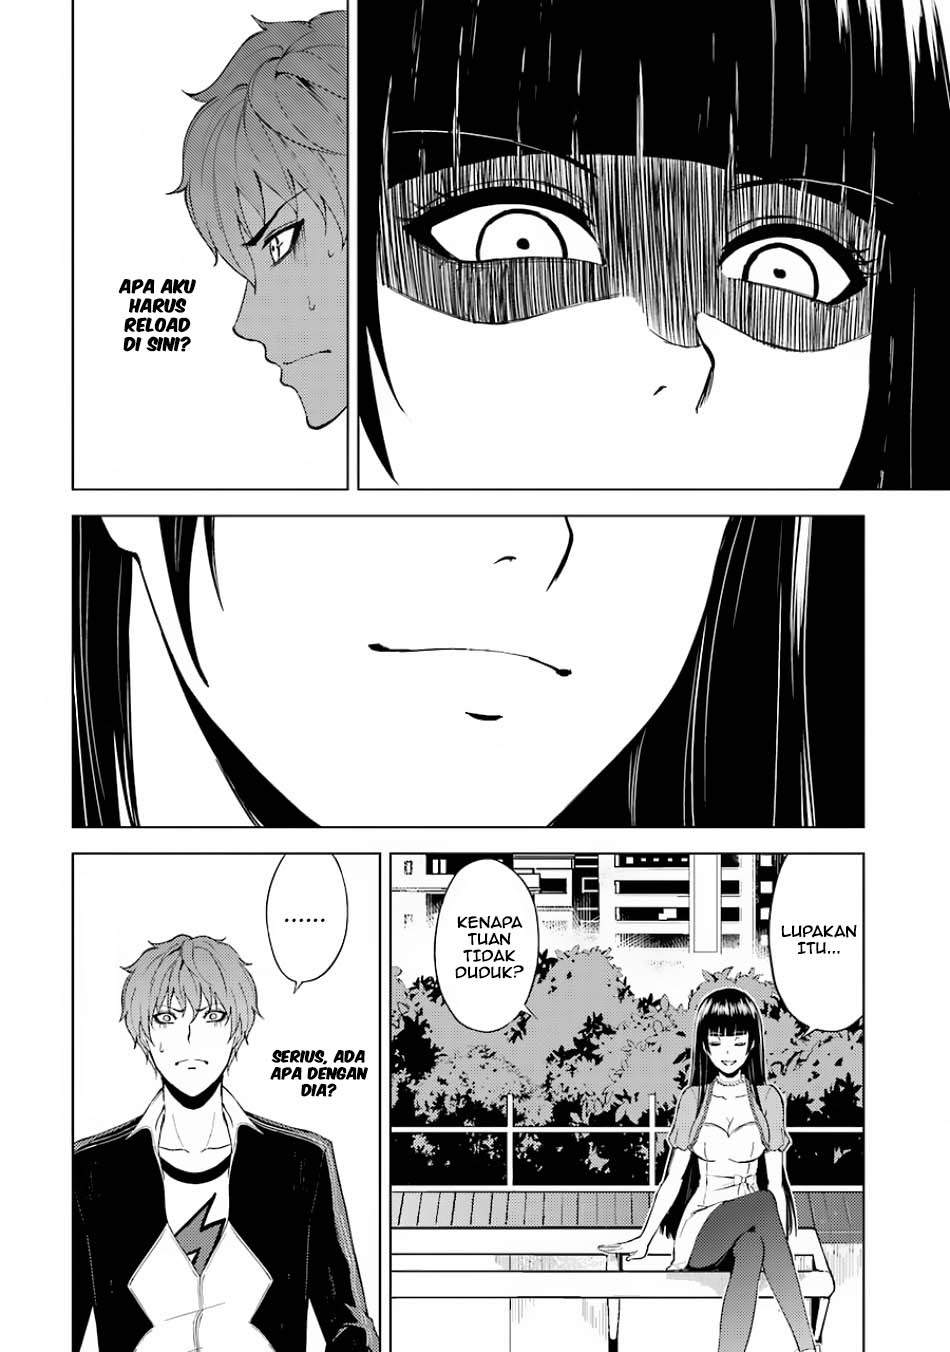 APA AKU
HARUS
RELOAD
DI SINI?
LUPAKAN
ITU...
KENAPA
TUAN
TIDAK
DUDUK?
......
SERIUS, ADA
APA DENGAN
DIA?